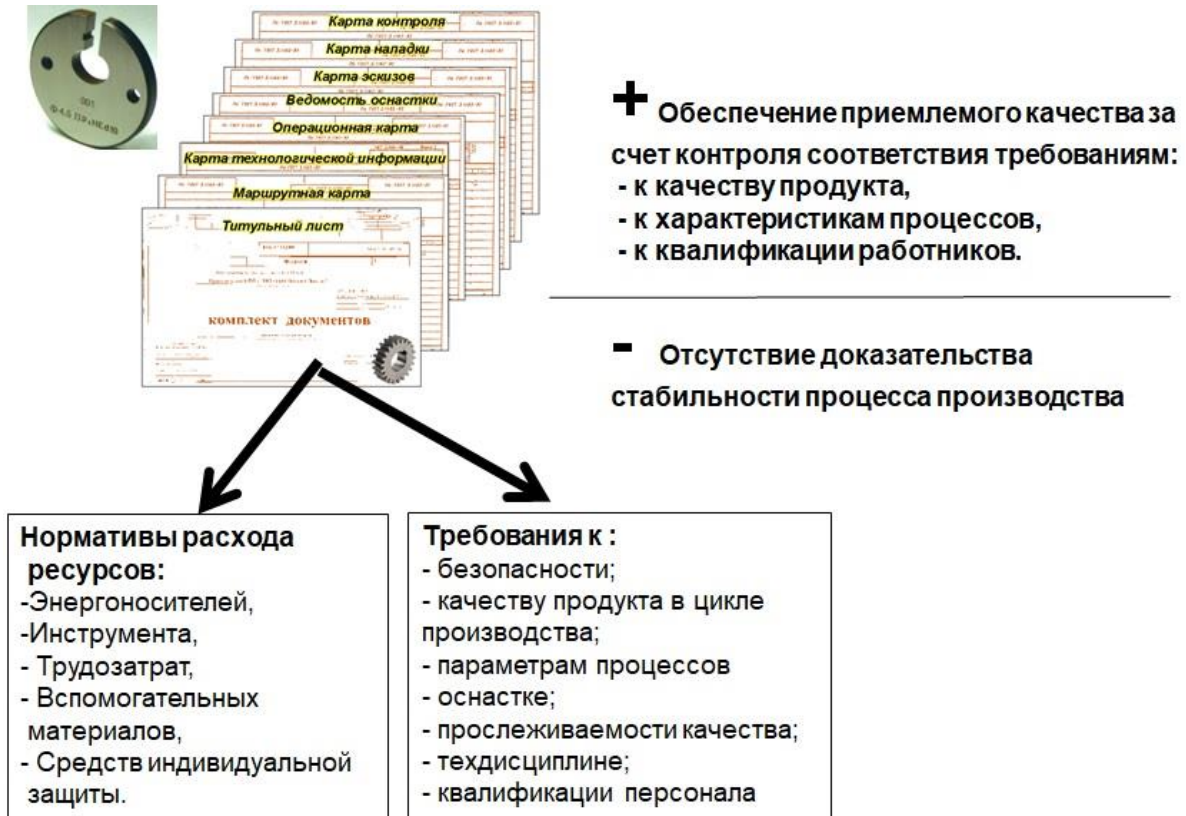 Карта контроля
Карта наладки
Карта эскизов
Ведомость оснастки
Операционная карта
Карта технологической информации
Маршрутная карта
Титульный лист
комплект документов
+ Обеспечение приемлемого качества за
счет контроля соответствия требованиям:
- к качеству продукта,
- к характеристикам процессов,
- к квалификации работников.
- Отсутствие доказательства
стабильности процесса производства
Нормативы расхода
ресурсов:
-Энергоносителей,
-Инструмента,
- Трудозатрат,
- Вспомогательных
материалов,
- Средств индивидуальной
защиты.
Требования к :
- безопасности;
- качеству продукта в цикле
производства;
- параметрам процессов
- оснастке;
- прослеживаемости качества;
- техдисциплине;
- квалификации персонала